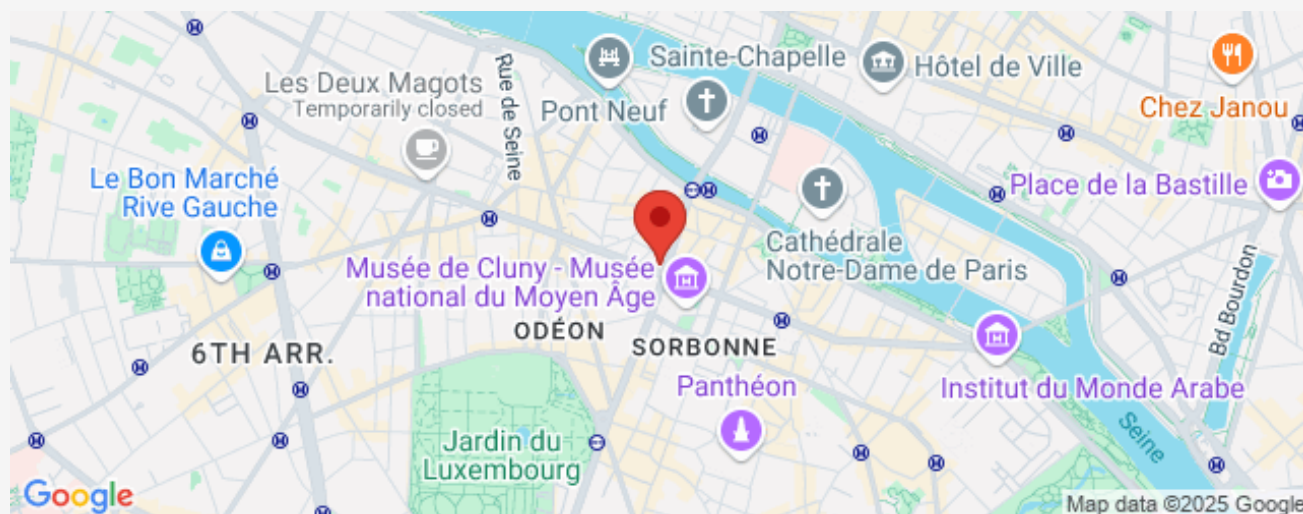 Sainte-Chapelle
Hôtel de Ville
Les Deux Magots
Temporarily closed
Rue de Seine
Pont Neuf
Chez Janou
Le Bon Marché
Rive Gauche
Place de la Bastille
Cathédrale
Notre-Dame de Paris
Musée de Cluny - Musée
national du Moyen Âge
ODÉON
SORBONNE
6TH ARR.
Bd Bourdon
Panthéon
Institut du Monde Arabe
Jardin du
Luxembourg
Seine
Google
Map data ©2025 Google